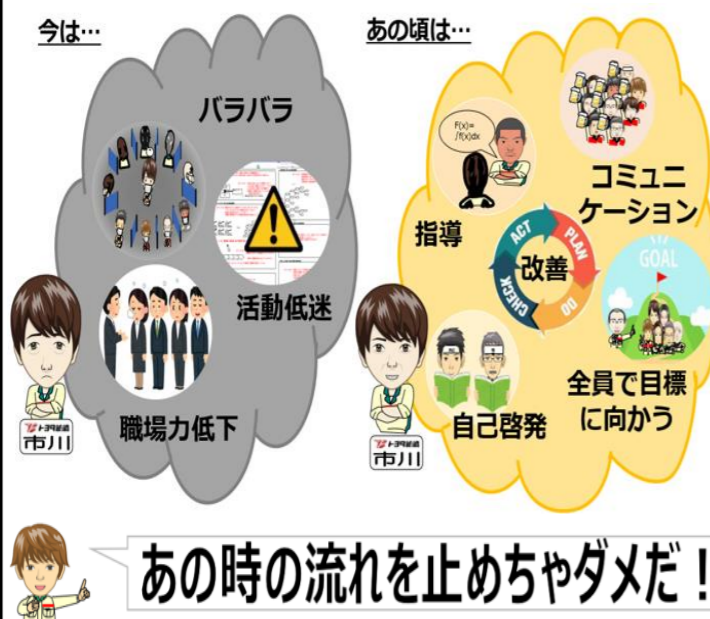 今は…
バラバラ
活動低迷
職場力低下
市川
あの頃は…
F(x)=
∫f(x)dx
コミュニ
ケーション
指導
ACT
PLAN
改善
CHECK
DO
GOAL
自己啓発
全員で目標
に向かう
市川
あの時の流れを止めちゃダメだ!